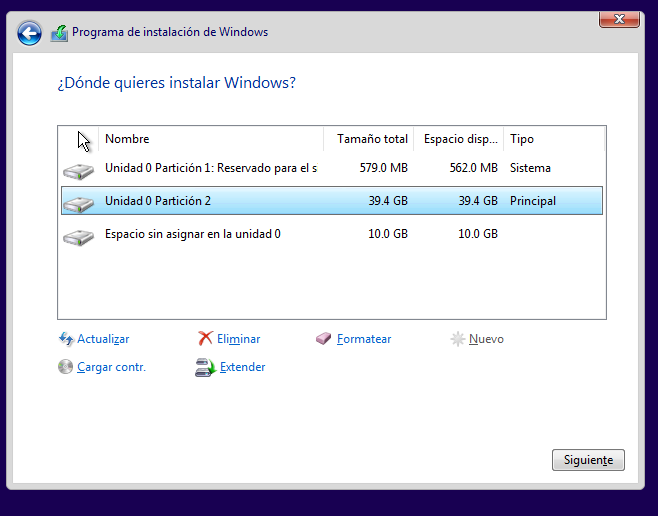 Programa de instalación de Windows
¿Dónde quieres instalar Windows?
Nombre Tamaño total Espacio disp... Tipo
Unidad 0 Partición 1: Reservado para el s 579.0 MB 562.0 MB Sistema
Unidad 0 Partición 2 39.4 GB 39.4 GB Principal
Espacio sin asignar en la unidad 0 10.0 GB 10.0 GB
Actualizar Eliminar Formatear Nuevo
Cargar contr. Extender
Siguiente